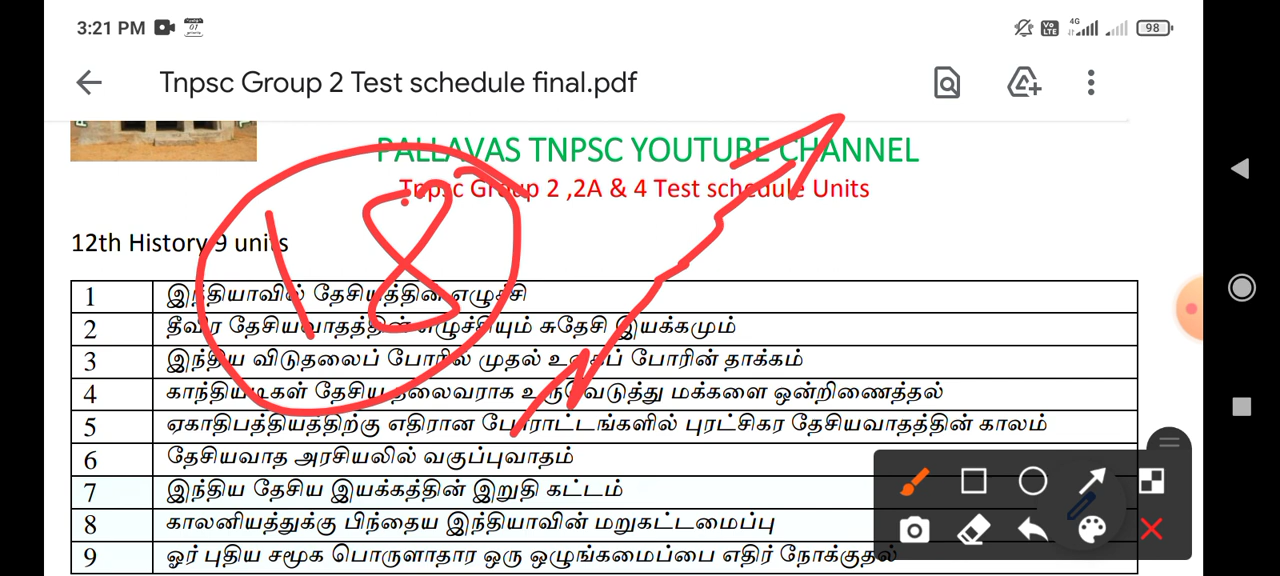 3:21 PM
Vo LTE 4G 98
Tnpsc Group 2 Test schedule final.pdf
PALLAVAS TNPSC YOUTUBE CHANNEL
Tnpsc Group 2 ,2A & 4 Test schedule Units
18
12th History 9 units
1 இந்தியாவில் தேசியத்தின் எழுச்சி
2 தீவிர தேசியவாதத்தின் எழுச்சியும் சுதேசி இயக்கமும்
3 இந்திய விடுதலைப் போரில் முதல் உலகப் போரின் தாக்கம்
4 காந்தியடிகள் தேசிய தலைவராக உருவெடுத்து மக்களை ஒன்றிணைத்தல்
5 ஏகாதிபத்தியத்திற்கு எதிரான போராட்டங்களில் புரட்சிகர தேசியவாதத்தின் காலம்
6 தேசியவாத அரசியலில் வகுப்புவாதம்
7 இந்திய தேசிய இயக்கத்தின் இறுதி கட்டம்
8 காலனியத்துக்கு பிந்தைய இந்தியாவின் மறுகட்டமைப்பு
9 ஓர் புதிய சமூக பொருளாதார ஒரு ஒழுங்கமைப்பை எதிர் நோக்குதல்